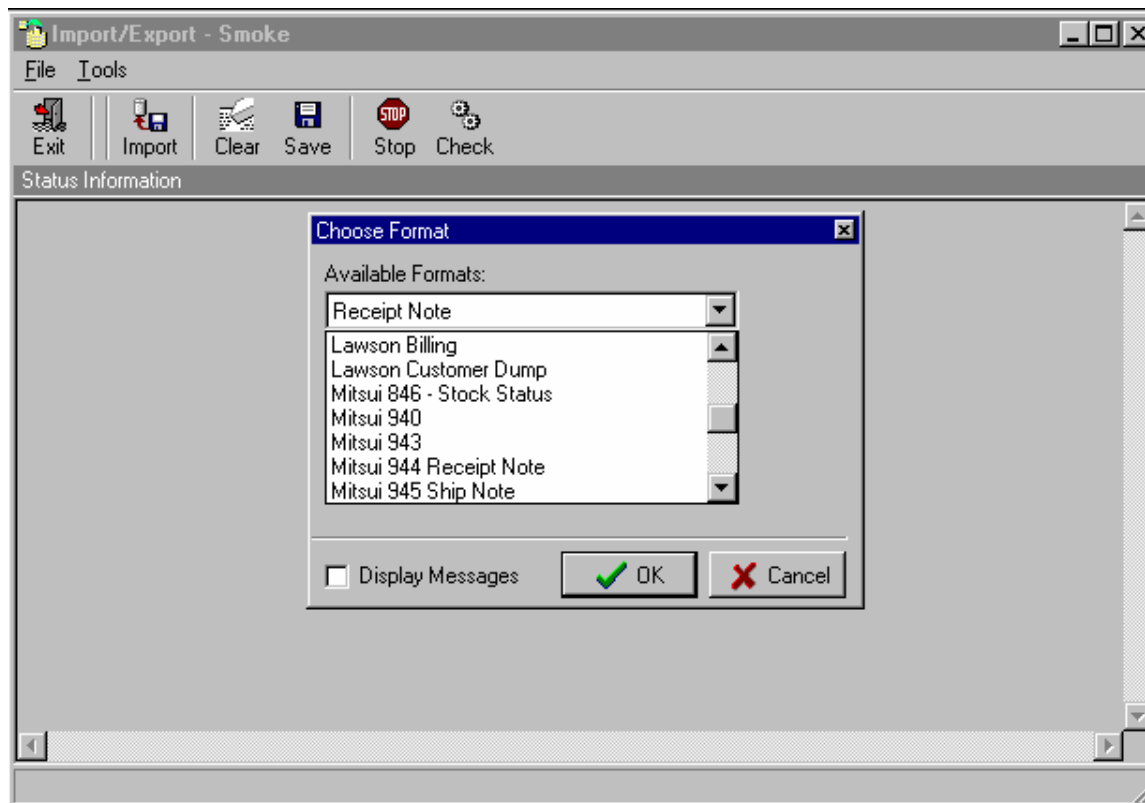 Import/Export - Smoke
File Tools
Exit Import Clear Save STOP Stop Check
Status Information
Choose Format
Available Formats:
Receipt Note
Lawson Billing
Lawson Customer Dump
Mitsui 846 - Stock Status
Mitsui 940
Mitsui 943
Mitsui 944 Receipt Note
Mitsui 945 Ship Note
Display Messages OK Cancel